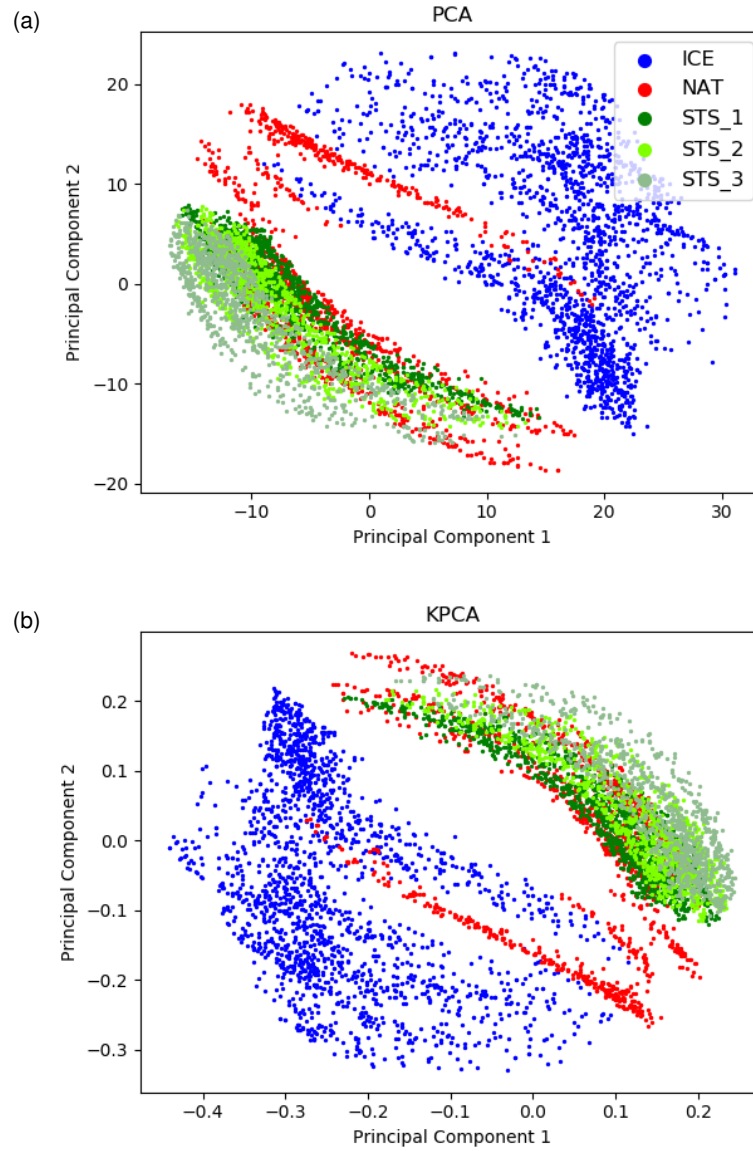 (a)
PCA
Principal Component 2
20
10
0
−10
−20
ICE
NAT
STS_1
STS_2
STS_3
−10
0
10
20
30
Principal Component 1
(b)
KPCA
Principal Component 2
0.2
0.1
0.0
−0.1
−0.2
−0.3
−0.4
−0.3
−0.2
−0.1
0.0
0.1
0.2
Principal Component 1